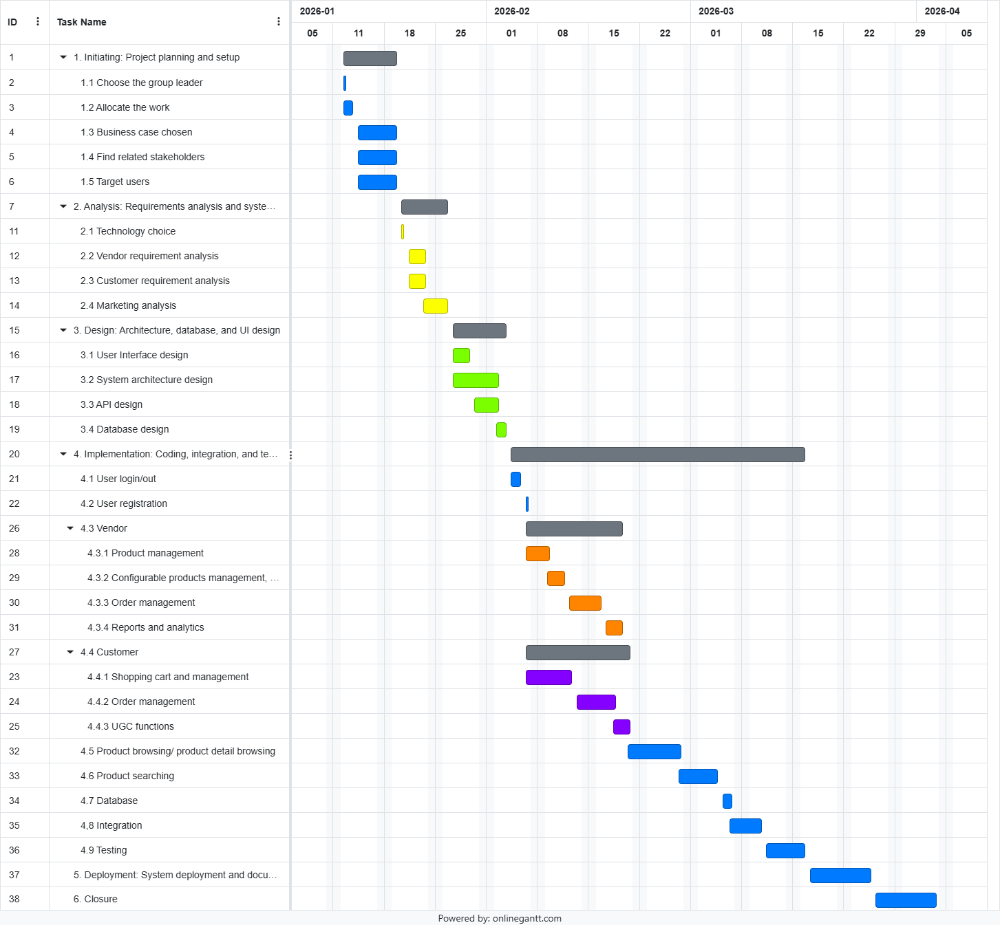 2026-01 2026-02 2026-03 2026-04
ID Task Name
05 11 18 25 01 08 15 22 01 08 15 22 29 05
1 1. Initiating: Project planning and setup
2 1.1 Choose the group leader
3 1.2 Allocate the work
4 1.3 Business case chosen
5 1.4 Find related stakeholders
6 1.5 Target users
7 2. Analysis: Requirements analysis and syste...
11 2.1 Technology choice
12 2.2 Vendor requirement analysis
13 2.3 Customer requirement analysis
14 2.4 Marketing analysis
15 3. Design: Architecture, database, and UI design
16 3.1 User Interface design
17 3.2 System architecture design
18 3.3 API design
19 3.4 Database design
20 4. Implementation: Coding, integration, and te...
21 4.1 User login/out
22 4.2 User registration
26 4.3 Vendor
28 4.3.1 Product management
29 4.3.2 Configurable products management, ...
30 4.3.3 Order management
31 4.3.4 Reports and analytics
27 4.4 Customer
23 4.4.1 Shopping cart and management
24 4.4.2 Order management
25 4.4.3 UGC functions
32 4.5 Product browsing/ product detail browsing
33 4.6 Product searching
34 4.7 Database
35 4,8 Integration
36 4.9 Testing
37 5. Deployment: System deployment and docu...
38 6. Closure
Powered by: onlinegantt.com